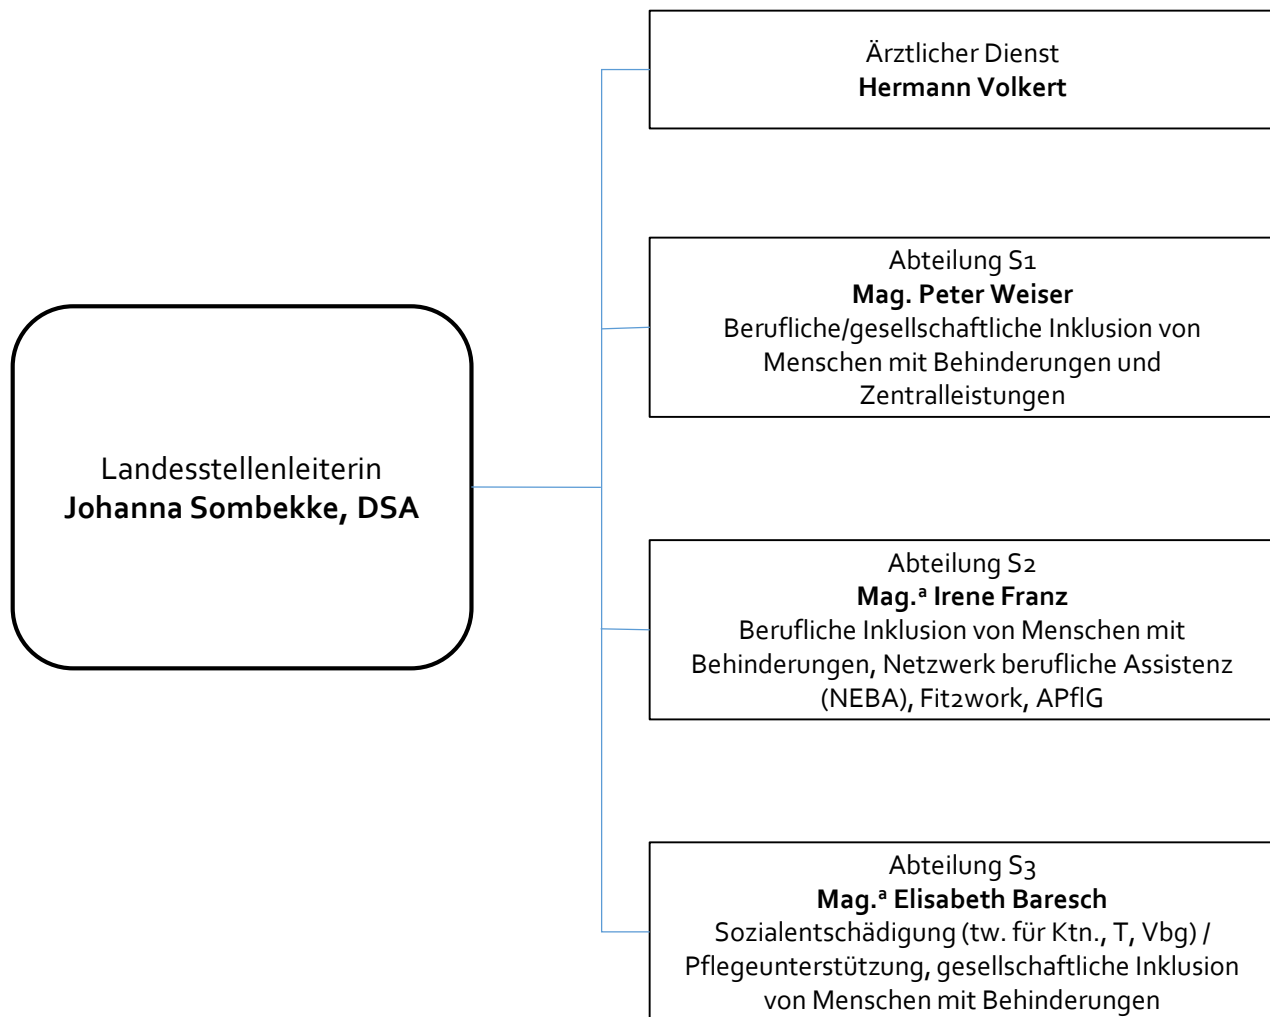 Ärztlicher Dienst
Hermann Volkert
Abteilung S1
Mag. Peter Weiser
Berufliche/gesellschaftliche Inklusion von
Menschen mit Behinderungen und
Zentralleistungen
Landesstellenleiterin
Johanna Sombekke, DSA
Abteilung S2
Mag.ª Irene Franz
Berufliche Inklusion von Menschen mit
Behinderungen, Netzwerk berufliche Assistenz
(NEBA), Fit2work, APflG
Abteilung S3
Mag.ª Elisabeth Baresch
Sozialentschädigung (tw. für Ktn., T, Vbg) /
Pflegeunterstützung, gesellschaftliche Inklusion
von Menschen mit Behinderungen